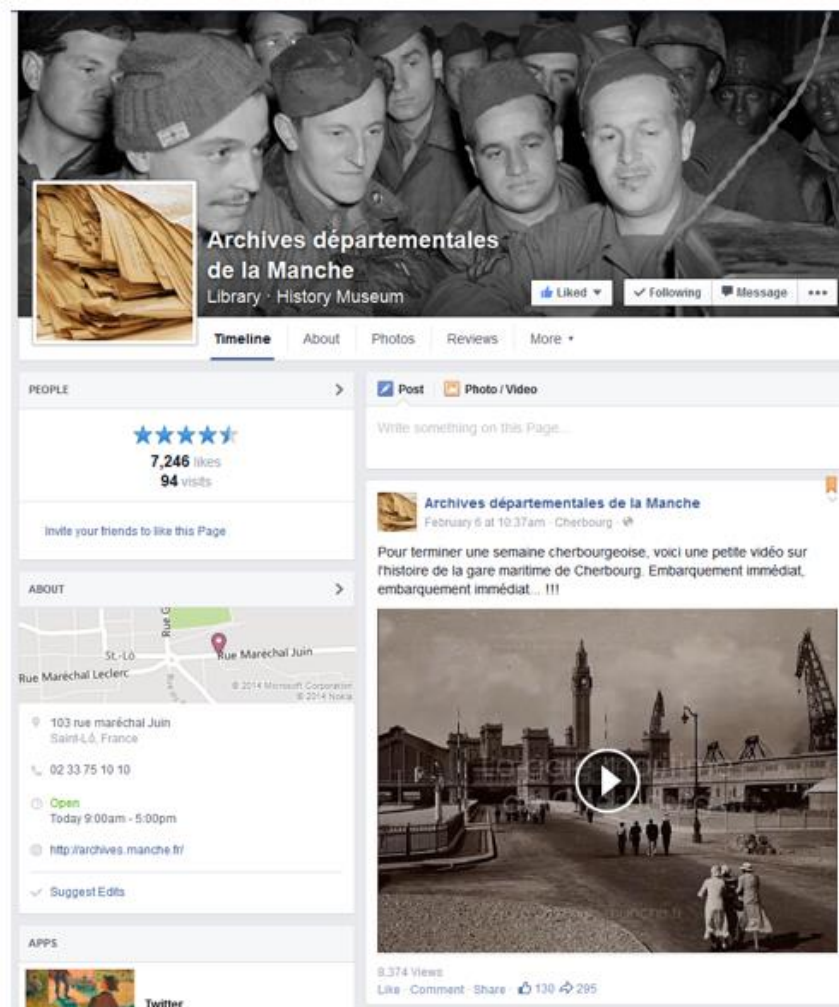 Archives départementales
de la Manche
Library · History Museum
Liked
Following
Message
Timeline
About
Photos
Reviews
More
PEOPLE
7,246 likes
94 visits
Invite your friends to like this Page
ABOUT
St.-Lô
Rue Maréchal Juin
Rue Maréchal Leclerc
© 2014 Microsoft Corporation
© 2014 Nokia
103 rue maréchal Juin
Saint-Lô, France
02 33 75 10 10
Open
Today 9:00am - 5:00pm
http://archives.manche.fr/
Suggest Edits
APPS
Twitter
Post
Photo / Video
Write something on this Page...
Archives départementales de la Manche
February 6 at 10:37am · Cherbourg
Pour terminer une semaine cherbourgeoise, voici une petite vidéo sur
l'histoire de la gare maritime de Cherbourg. Embarquement immédiat,
embarquement immédiat... !!!
La gare maritime
8,374 Views
Like · Comment · Share · 130 295